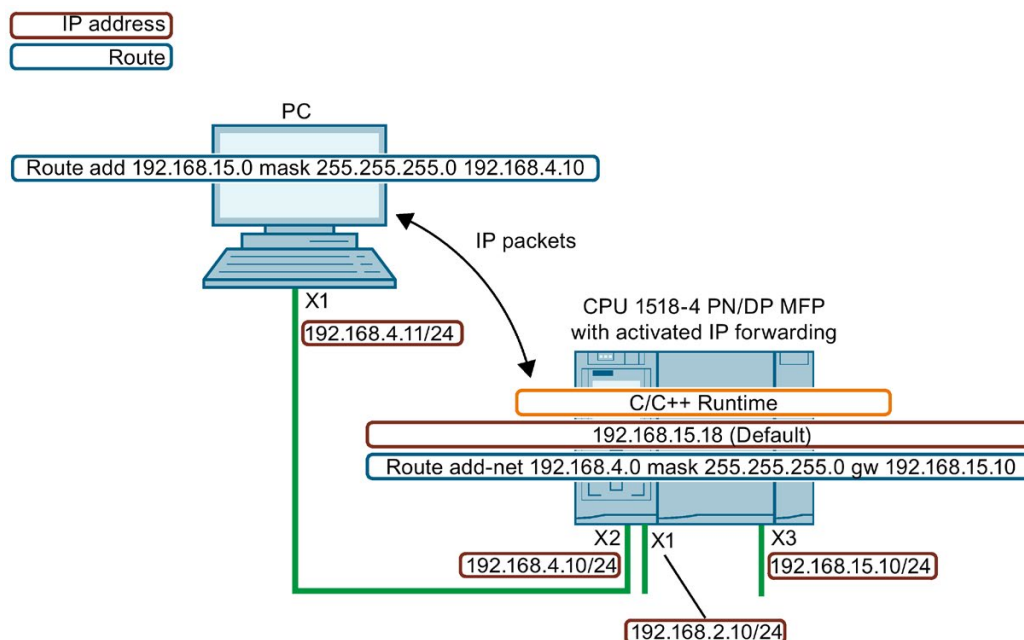 IP address
Route
PC
Route add 192.168.15.0 mask 255.255.255.0 192.168.4.10
IP packets
X1
192.168.4.11/24
CPU 1518-4 PN/DP MFP
with activated IP forwarding
C/C++ Runtime
192.168.15.18 (Default)
Route add-net 192.168.4.0 mask 255.255.255.0 gw 192.168.15.10
X2
X1
X3
192.168.4.10/24
192.168.15.10/24
192.168.2.10/24